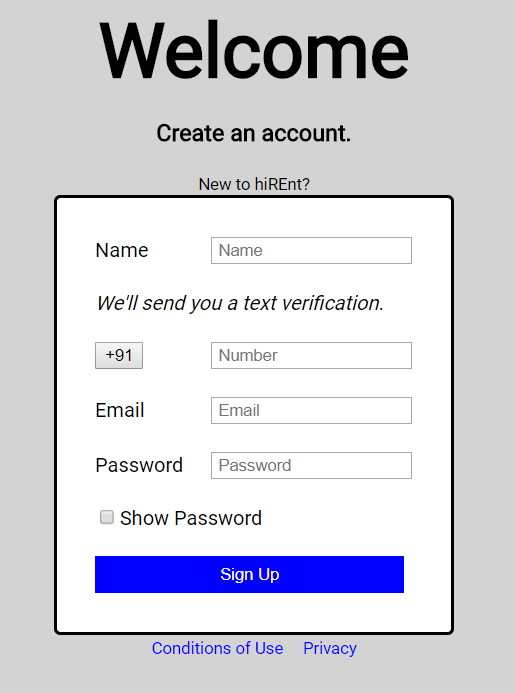 Welcome
Create an account.
New to hiREnt?
Name Name
We'll send you a text verification.
+91 Number
Email Email
Password Password
Show Password
Sign Up
Conditions of Use Privacy